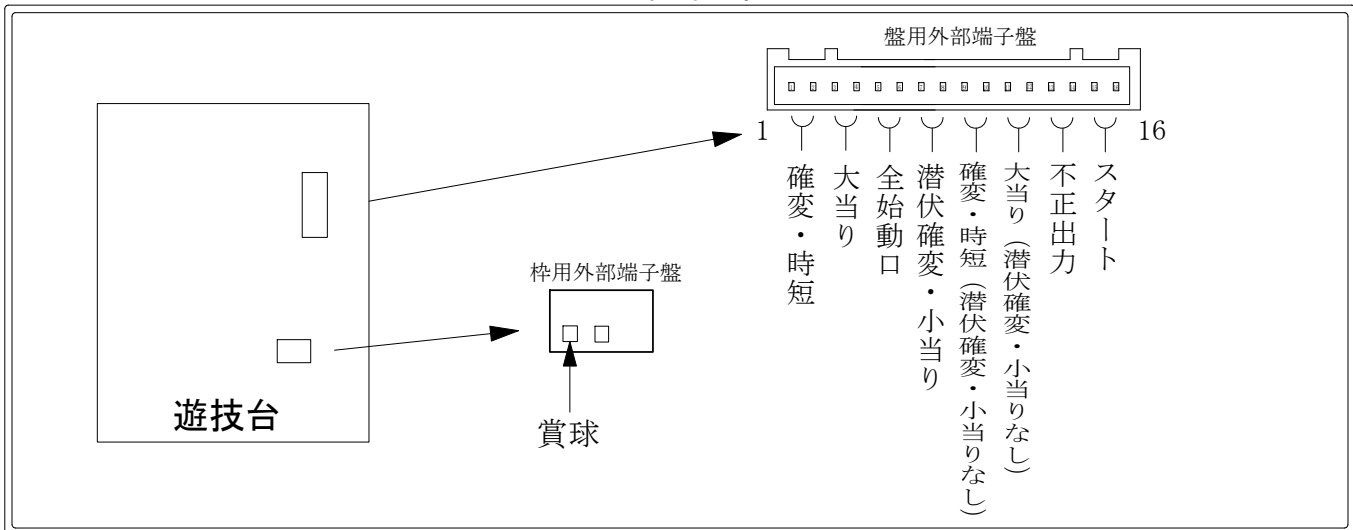 盤用外部端子盤
1
16
確変・時短
大当り
全始動口
潜伏確変・小当り
確変・時短（潜伏確変・小当りなし）
大当り（潜伏確変・小当りなし）
不正出力
スタート
枠用外部端子盤
賞球
遊技台